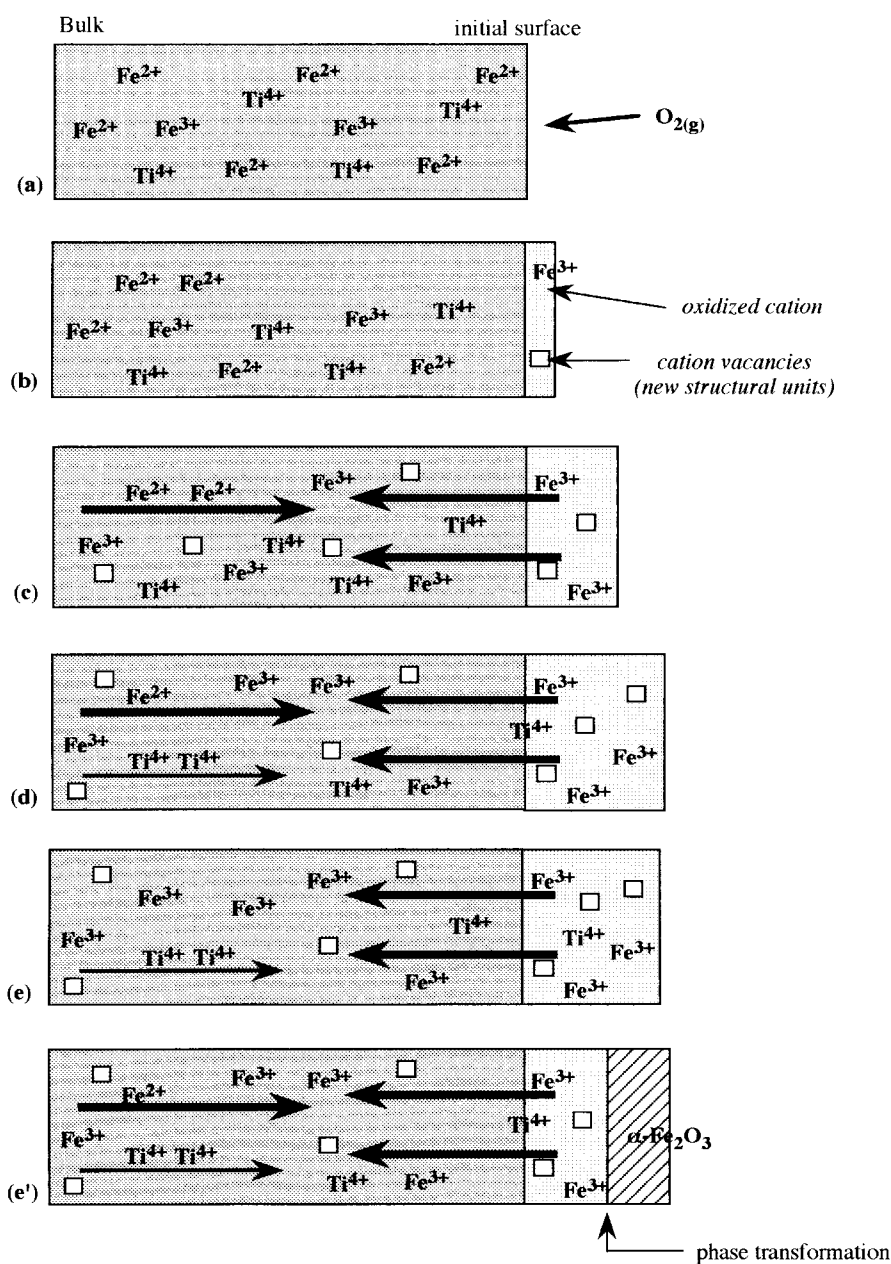 Bulk initial surface
Fe2+ Fe2+ Fe2+
Ti4+ Ti4+
Fe2+ Fe3+ Fe3+ O2(g)
Ti4+ Fe2+ Ti4+ Fe2+
(a)
Fe3+
Fe2+ Fe2+
oxidized cation
Fe2+ Fe3+ Ti4+ Fe3+ Ti4+
Ti4+ Fe2+ Ti4+ Fe2+
cation vacancies
(b) (new structural units)
Fe2+ Fe2+ Fe3+ Fe3+
Ti4+
Fe3+ Ti4+
Ti4+ Fe3+ Ti4+ Fe3+ Fe3+
(c)
Fe2+ Fe3+ Fe3+ Fe3+
Ti4+
Fe3+ Fe3+
Ti4+ Ti4+
Ti4+ Fe3+ Fe3+
(d)
Fe3+ Fe3+ Fe3+ Fe3+
Ti4+
Fe3+ Ti4+ Fe3+
Ti4+ Ti4+
Fe3+ Fe3+
(e)
Fe2+ Fe3+ Fe3+ Fe3+
Ti4+
Fe3+ α-Fe2O3
Ti4+ Ti4+
Ti4+ Fe3+ Fe3+
(e')
phase transformation